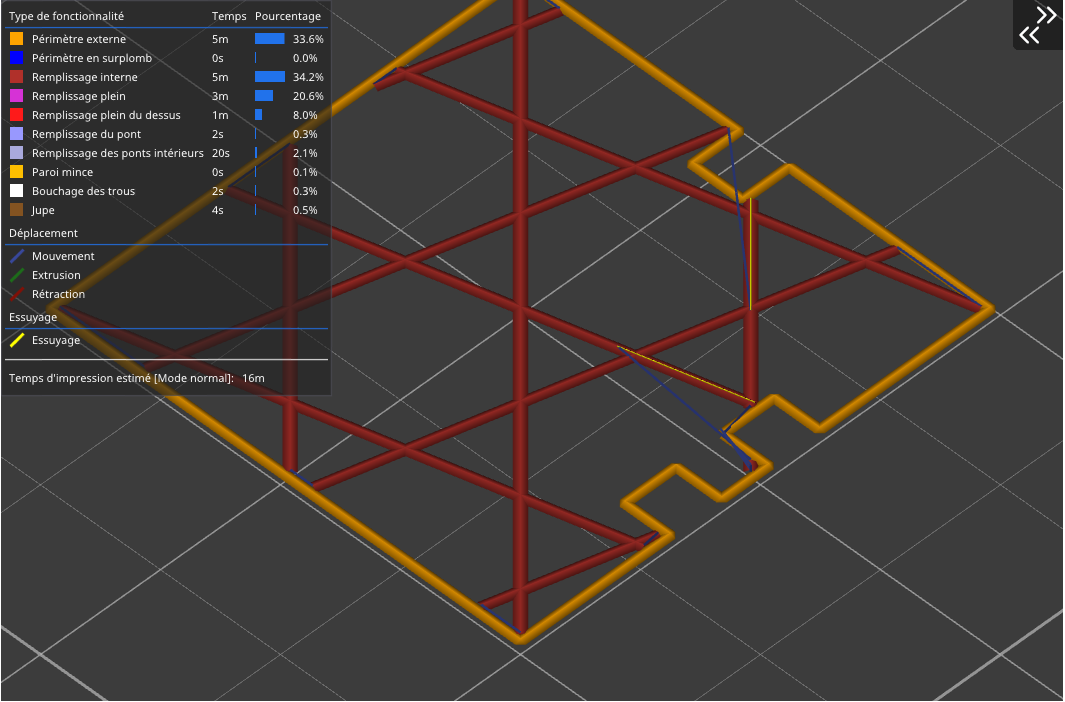 Type de fonctionnalité Temps Pourcentage
Périmètre externe 5m 33.6%
Périmètre en surplomb 0s 0.0%
Remplissage interne 5m 34.2%
Remplissage plein 3m 20.6%
Remplissage plein du dessus 1m 8.0%
Remplissage du pont 2s 0.3%
Remplissage des ponts intérieurs 20s 2.1%
Paroi mince 0s 0.1%
Bouchage des trous 2s 0.3%
Jupe 4s 0.5%
Déplacement
Mouvement
Extrusion
Rétraction
Essuyage
Essuyage
Temps d'impression estimé [Mode normal]: 16m